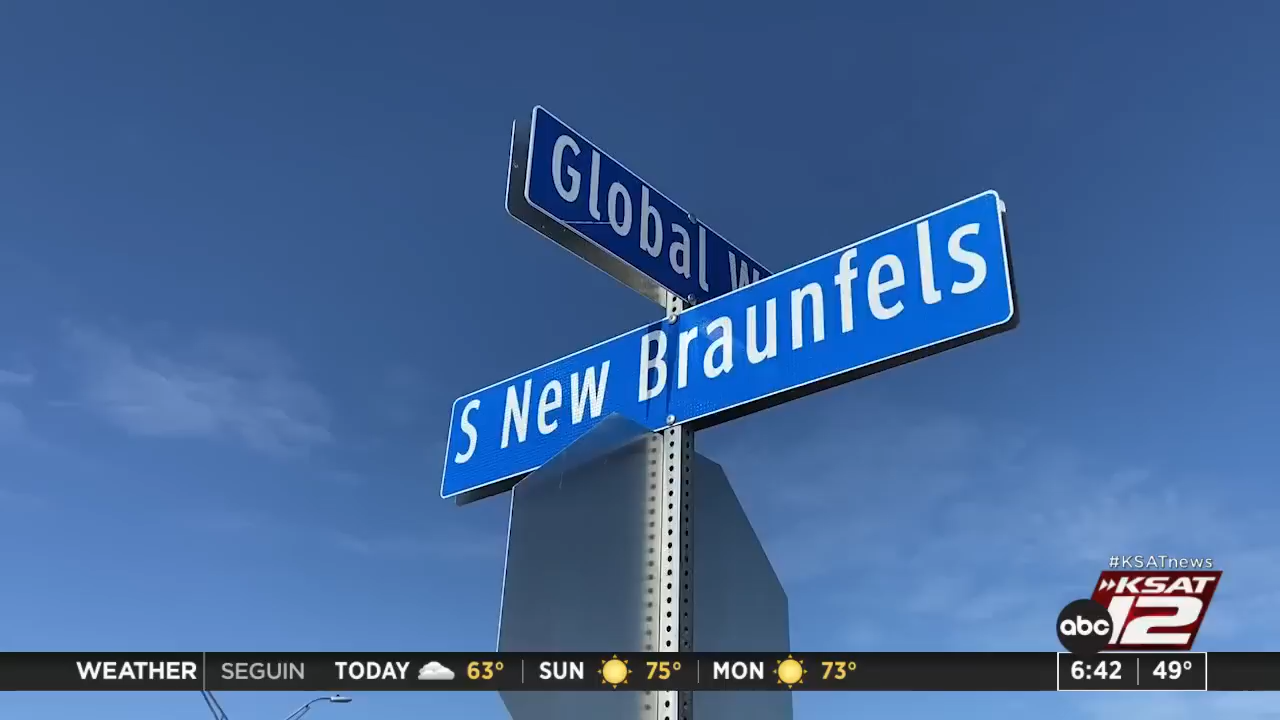 Global
S New Braunfels
#KSATnews
KSAT
abc 12
WEATHER SEGUIN TODAY 63° SUN 75° MON 73° 6:42 49°